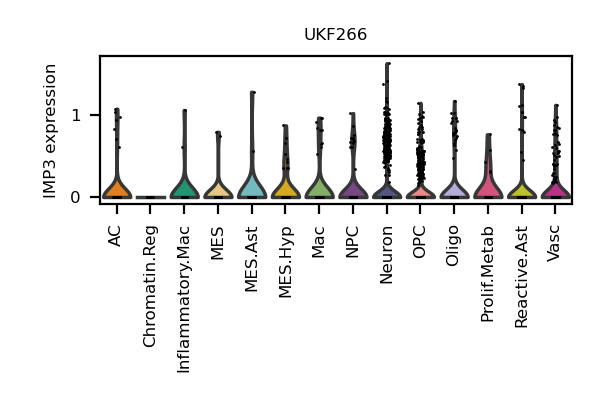 UKF266
IMP3 expression
1
0
AC
Chromatin.Reg
Inflammatory.Mac
MES
MES.Ast
MES.Hyp
Mac
NPC
Neuron
OPC
Oligo
Prolif.Metab
Reactive.Ast
Vasc